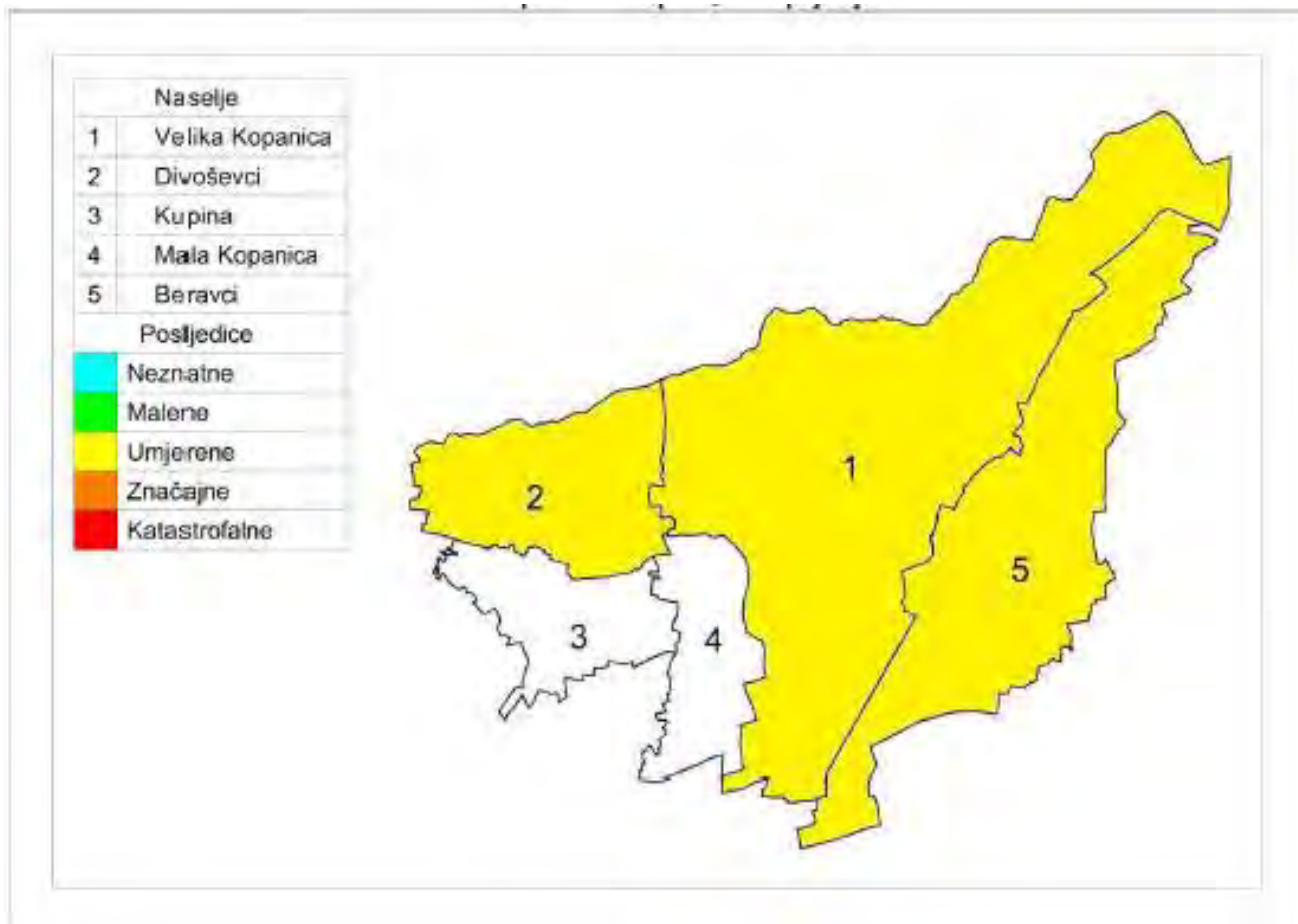 Naselje
1 Velika Kopanica
2 Divoševci
3 Kupina
4 Mala Kopanica
5 Beravci
Posljedice
Neznatne
Malene
Umjerene
Značajne
Katastrofalne
1
2
5
3
4